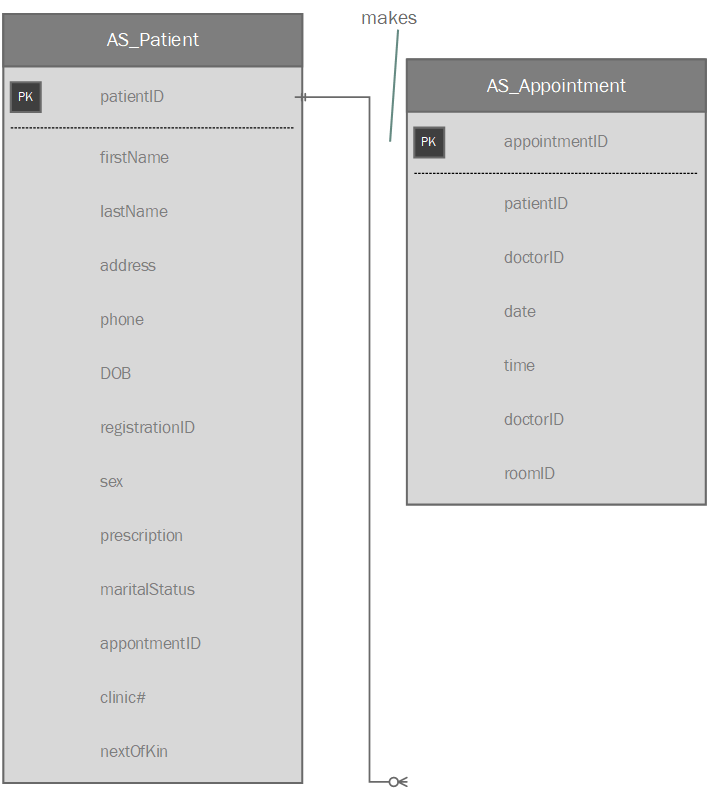 makes
AS_Patient
PK
patientID
firstName
lastName
address
phone
DOB
registrationID
sex
prescription
maritalStatus
appontmentID
clinic#
nextOfKin
AS_Appointment
PK
appointmentID
patientID
doctorID
date
time
doctorID
roomID